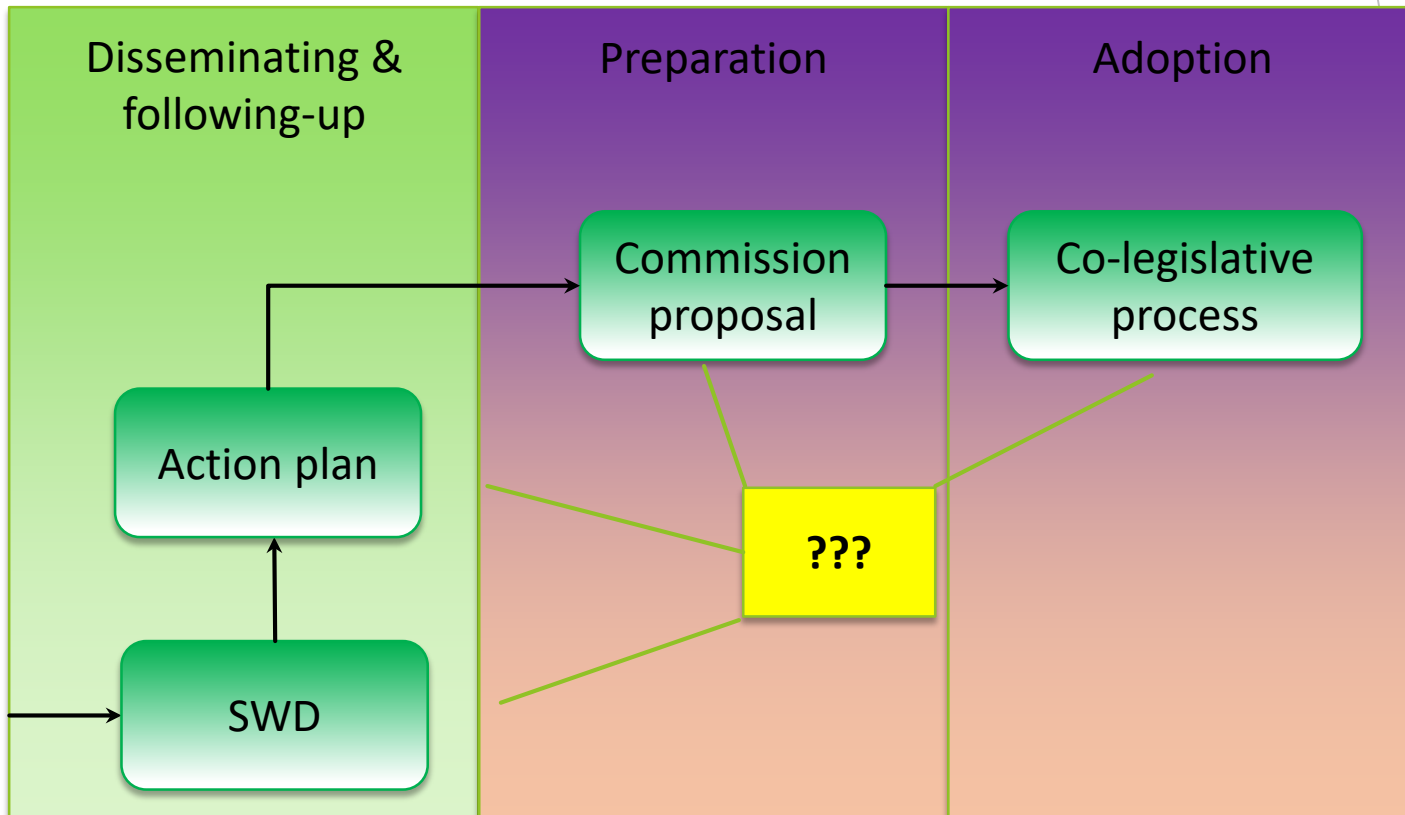 Disseminating &
following-up
Preparation
Adoption
Commission
proposal
Co-legislative
process
Action plan
???
SWD